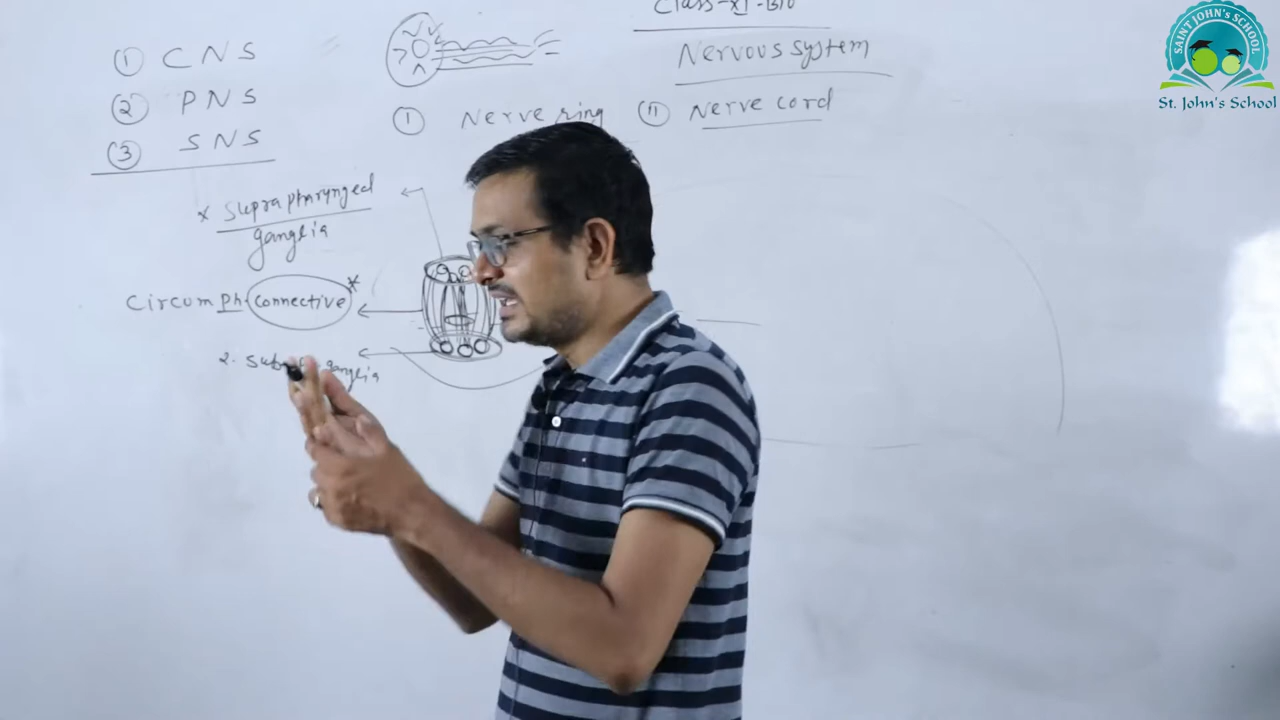 Class-XI-Bio
Nervous system
① CNS
② PNS
③ SNS
① Nerve ring
② Nerve cord
* Suprapharyngeal
ganglia
Circumph. Connective *
2. Sub ganglia
SAINT JOHN's SCHOOL
St. John's School